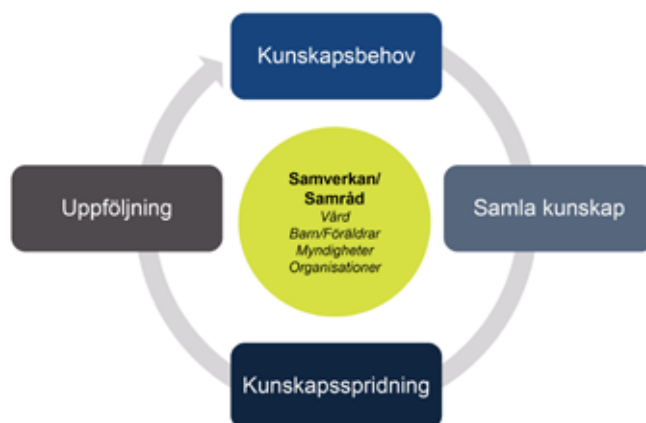 Kunskapsbehov
Uppföljning
Samverkan/
Samråd
Vård
Barn/Föräldrar
Myndigheter
Organisationer
Samla kunskap
Kunskapsspridning